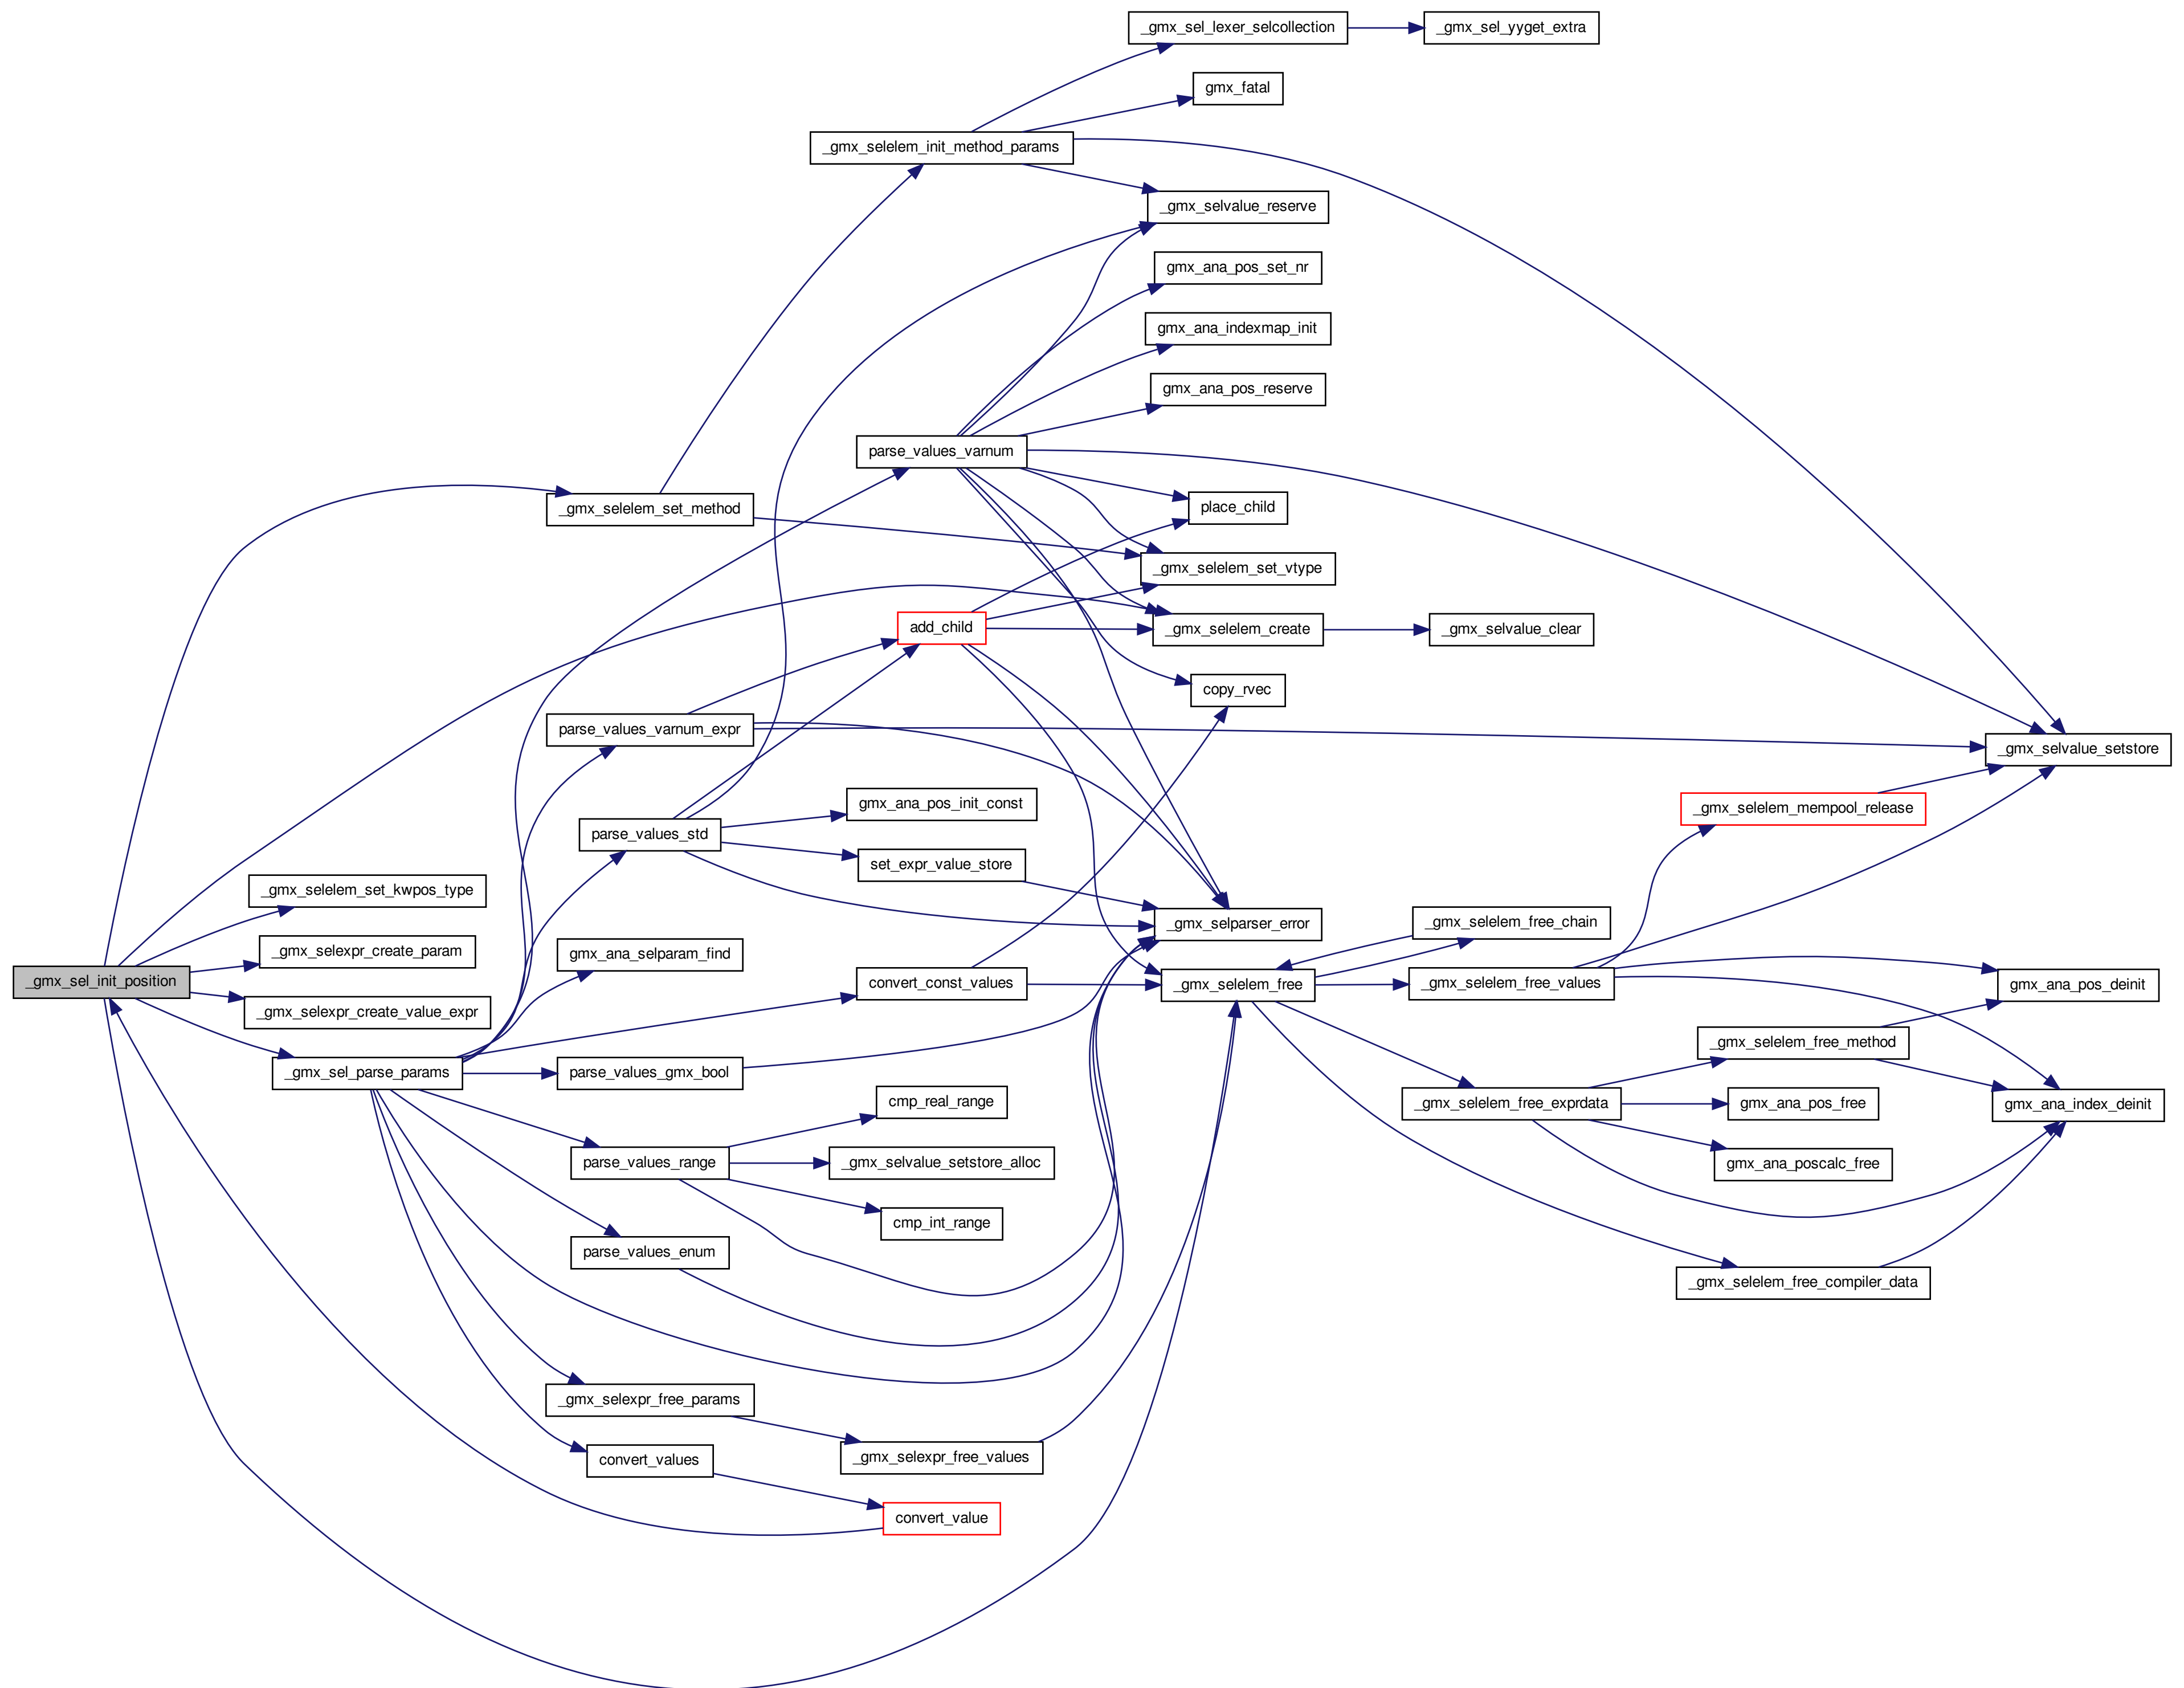 _gmx_sel_lexer_selcollection
_gmx_sel_yyget_extra
gmx_fatal
_gmx_selelem_init_method_params
_gmx_selvalue_reserve
gmx_ana_pos_set_nr
gmx_ana_indexmap_init
gmx_ana_pos_reserve
parse_values_varnum
_gmx_selelem_set_method
place_child
_gmx_selelem_set_vtype
add_child
_gmx_selelem_create
_gmx_selvalue_clear
copy_rvec
parse_values_varnum_expr
_gmx_selvalue_setstore
gmx_ana_pos_init_const
_gmx_selelem_mempool_release
parse_values_std
set_expr_value_store
_gmx_selelem_set_kwpos_type
_gmx_selparser_error
_gmx_selelem_free_chain
_gmx_selexpr_create_param
gmx_ana_selparam_find
_gmx_sel_init_position
convert_const_values
_gmx_selelem_free
_gmx_selelem_free_values
gmx_ana_pos_deinit
_gmx_selexpr_create_value_expr
_gmx_selelem_free_method
_gmx_sel_parse_params
parse_values_gmx_bool
cmp_real_range
_gmx_selelem_free_exprdata
gmx_ana_pos_free
gmx_ana_index_deinit
parse_values_range
_gmx_selvalue_setstore_alloc
gmx_ana_poscalc_free
cmp_int_range
parse_values_enum
_gmx_selelem_free_compiler_data
_gmx_selexpr_free_params
convert_values
_gmx_selexpr_free_values
convert_value